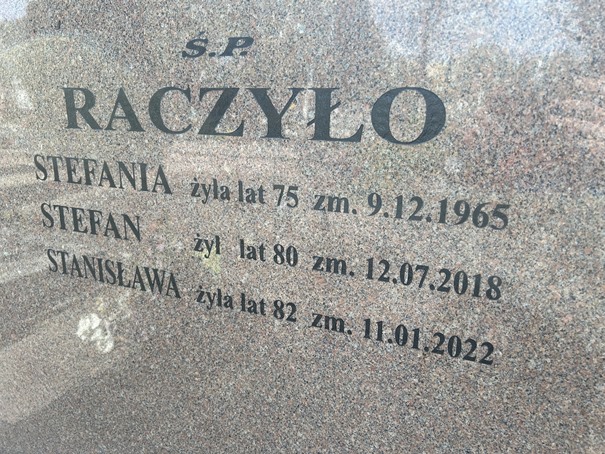 Ś.P.
RACZYŁO
STEFANIA żyła lat 75 zm. 9.12.1965
STEFAN żył lat 80 zm. 12.07.2018
STANISŁAWA żyła lat 82 zm. 11.01.2022